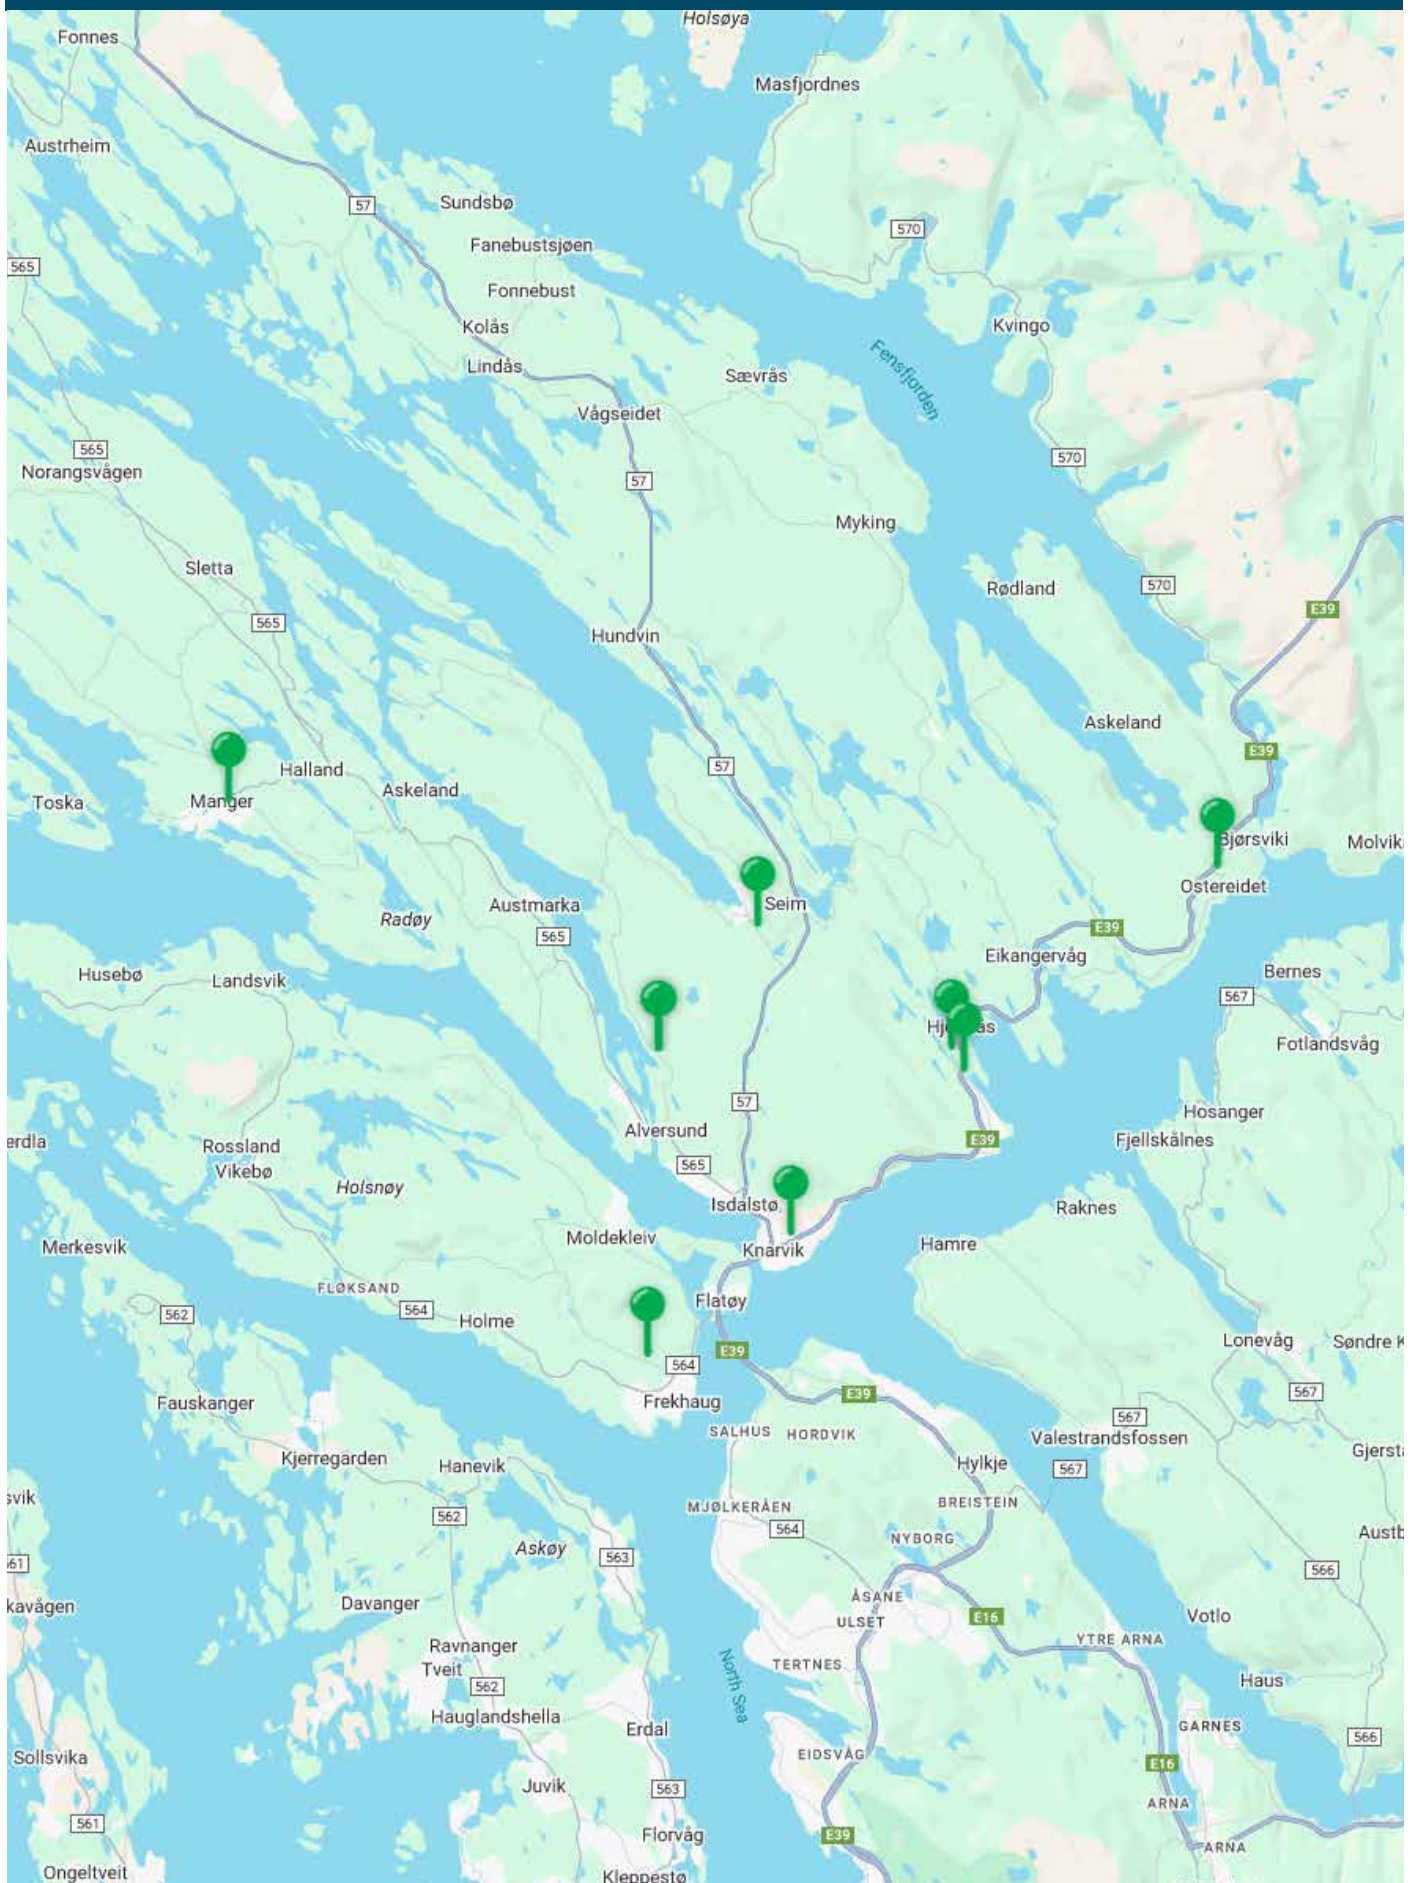 Holsøya
Fonnes
Masfjordnes
Austrheim
57
Sundsbø
570
Fanebustsjøen
565
Fonnebust
Kolås
Kvingo
Fensfjorden
Lindås
Sævrås
Vågseidet
565
570
Norangsvågen
57
Myking
Sletta
570
Rødland
E39
565
Hundvin
Askeland
E39
57
Halland
Askeland
Toska
Manger
Bjørsviki
Molvik
Ostereidet
Seim
Austmarka
Radøy
E39
565
Eikangervåg
Husebø
Landsvik
Bernes
567
Fotlandsvåg
57
Hosanger
Alversund
E39
Fjellskålnes
Rossland
565
Vikebø
Holsnøy
Isdalstø
Raknes
Moldekleiv
Hamre
Merkesvik
Knarvik
FLØKSAND
Flatøy
564
562
Holme
Lonevåg
Søndre K
E39
564
567
E39
Fauskanger
Frekhaug
567
SALHUS
HORDVIK
Valestrandsfossen
Gjerst
Kjerregarden
Hanevik
Hylkje
567
svik
BREISTEIN
MJØLKERÅEN
562
564
NYBORG
Askøy
563
566
ÅSANE
Davanger
kavågen
E16
Votlo
ULSET
YTRE ARNA
Ravnanger
Tveit
TERTNES
North Sea
Haus
562
Hauglandshella
GARNES
Erdal
566
EIDSVÅG
Sollsvika
E16
Juvik
563
ARNA
561
Florvåg
E39
ARNA
Ongeltveit
Kleppestø